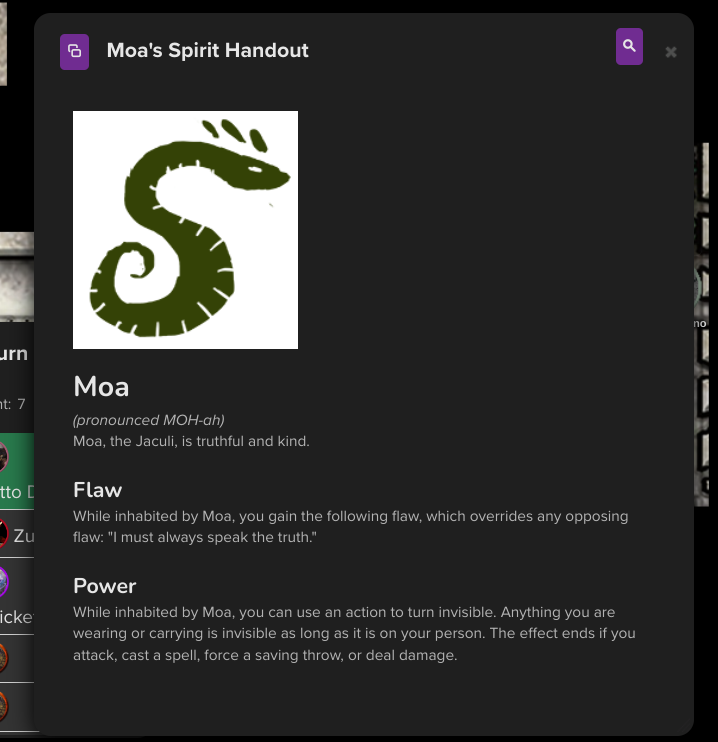 Moa's Spirit Handout
Moa
(pronounced MOH-ah)
Moa, the Jaculi, is truthful and kind.
Flaw
While inhabited by Moa, you gain the following flaw, which overrides any opposing
flaw: "I must always speak the truth."
Power
While inhabited by Moa, you can use an action to turn invisible. Anything you are
wearing or carrying is invisible as long as it is on your person. The effect ends if you
attack, cast a spell, force a saving throw, or deal damage.
urn
nt: 7
tto D
Zu
icke
no